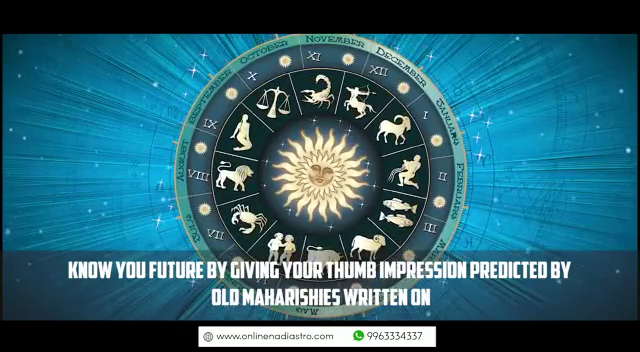 NOVEMBER
OCTOBER
DECEMBER
SEPTEMBER
JANUARY
AUGUST
FEBRUARY
XI
XII
X
I
IX
II
VIII
III
VII
KNOW YOU FUTURE BY GIVING YOUR THUMB IMPRESSION PREDICTED BY
OLD MAHARISHIES WRITTEN ON
www.onlinenadiastro.com
9963334337